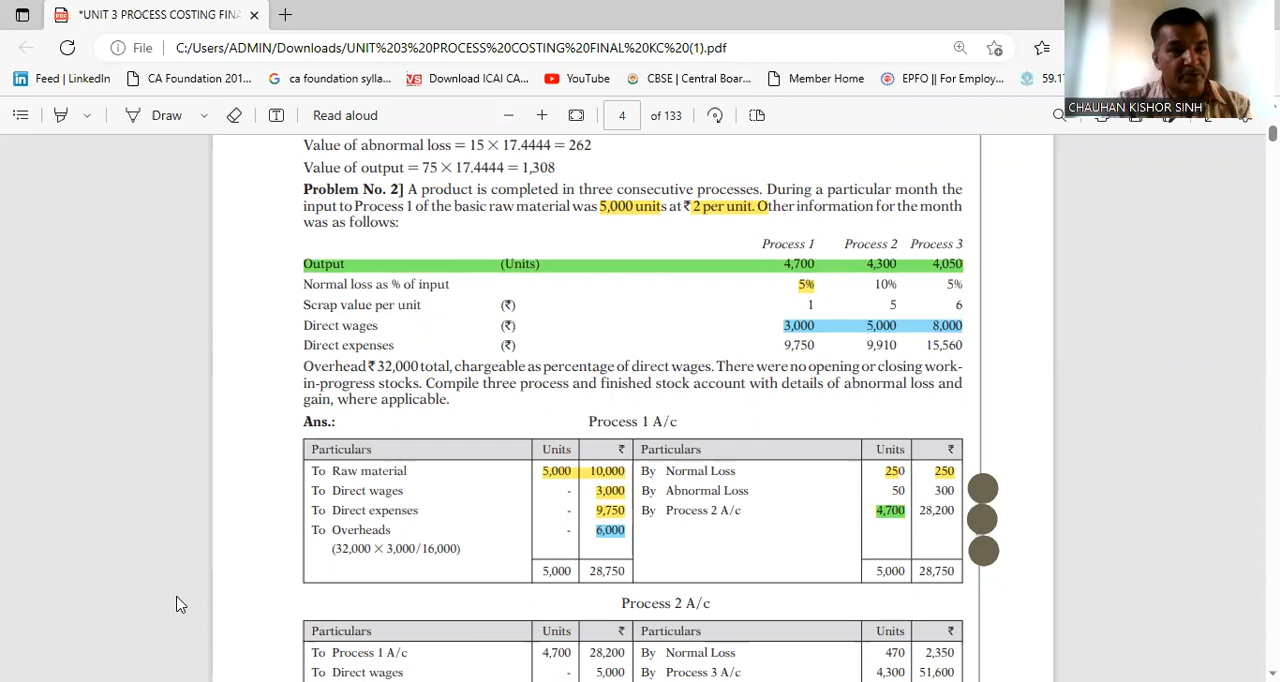 *UNIT 3 PROCESS COSTING FINA
File C:/Users/ADMIN/Downloads/UNIT%203%20PROCESS%20COSTING%20FINAL%20KC%20(1).pdf
Feed | LinkedIn CA Foundation 201... ca foundation sylla... Download ICAI CA... YouTube CBSE | Central Boar... Member Home EPFO || For Employ... 59.1
CHAUHAN KISHOR SINH
Draw Read aloud 4 of 133
Value of abnormal loss = 15 × 17.4444 = 262
Value of output = 75 × 17.4444 = 1,308
Problem No. 2] A product is completed in three consecutive processes. During a particular month the
input to Process 1 of the basic raw material was 5,000 units at ₹ 2 per unit. Other information for the month
was as follows:
Process 1 Process 2 Process 3
Output (Units) 4,700 4,300 4,050
Normal loss as % of input 5% 10% 5%
Scrap value per unit (₹) 1 5 6
Direct wages (₹) 3,000 5,000 8,000
Direct expenses (₹) 9,750 9,910 15,560
Overhead ₹ 32,000 total, chargeable as percentage of direct wages. There were no opening or closing work-
in-progress stocks. Compile three process and finished stock account with details of abnormal loss and
gain, where applicable.
Ans.: Process 1 A/c
Particulars Units ₹ Particulars Units ₹
To Raw material 5,000 10,000 By Normal Loss 250 250
To Direct wages - 3,000 By Abnormal Loss 50 300
To Direct expenses - 9,750 By Process 2 A/c 4,700 28,200
To Overheads - 6,000
(32,000 × 3,000/16,000)
5,000 28,750 5,000 28,750
Process 2 A/c
Particulars Units ₹ Particulars Units ₹
To Process 1 A/c 4,700 28,200 By Normal Loss 470 2,350
To Direct wages - 5,000 By Process 3 A/c 4,300 51,600